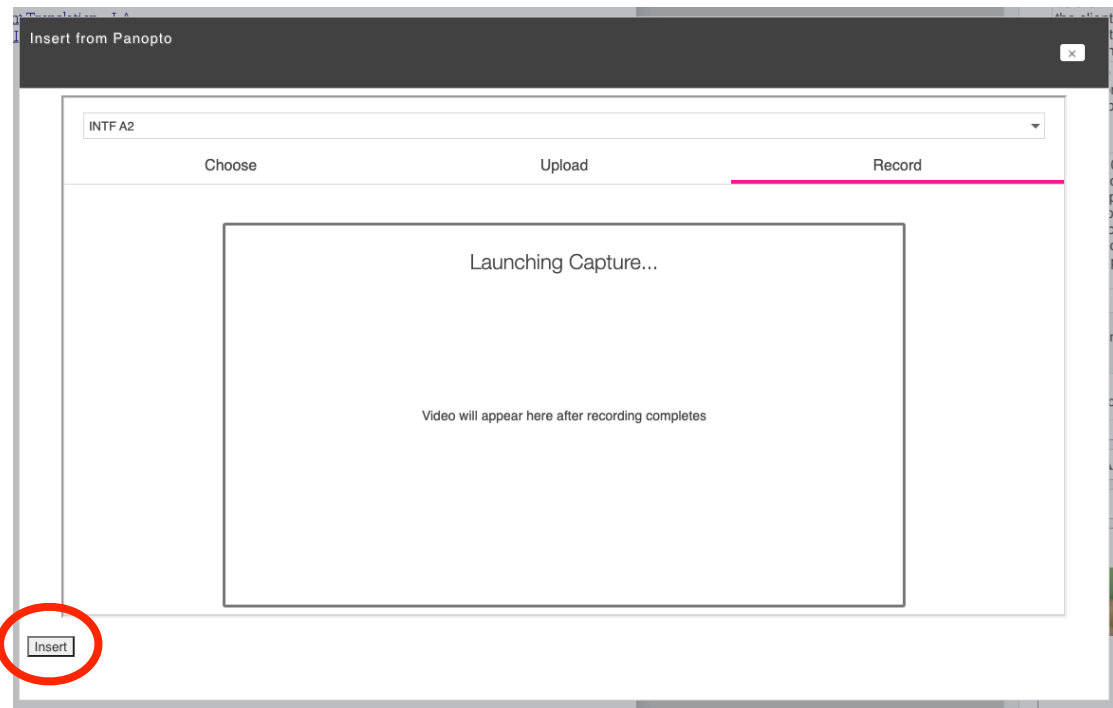 Insert from Panopto
×
INTF A2
Choose Upload Record
Launching Capture...
Video will appear here after recording completes
Insert